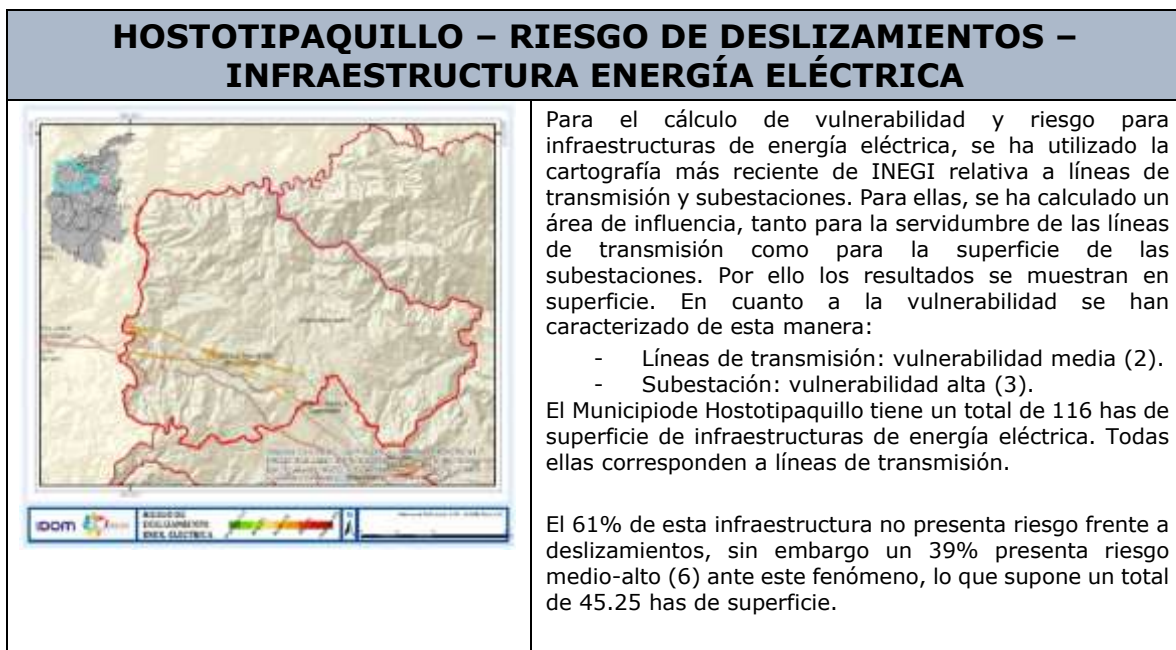 HOSTOTIPAQUILLO – RIESGO DE DESLIZAMIENTOS –
INFRAESTRUCTURA ENERGÍA ELÉCTRICA
Para el cálculo de vulnerabilidad y riesgo para
infraestructuras de energía eléctrica, se ha utilizado la
cartografía más reciente de INEGI relativa a líneas de
transmisión y subestaciones. Para ellas, se ha calculado un
área de influencia, tanto para la servidumbre de las líneas
de transmisión como para la superficie de las
subestaciones. Por ello los resultados se muestran en
superficie. En cuanto a la vulnerabilidad se han
caracterizado de esta manera:
- Líneas de transmisión: vulnerabilidad media (2).
- Subestación: vulnerabilidad alta (3).
El Municipiode Hostotipaquillo tiene un total de 116 has de
superficie de infraestructuras de energía eléctrica. Todas
ellas corresponden a líneas de transmisión.
El 61% de esta infraestructura no presenta riesgo frente a
deslizamientos, sin embargo un 39% presenta riesgo
medio-alto (6) ante este fenómeno, lo que supone un total
de 45.25 has de superficie.
IDOM
RIESGO DE
DESLIZAMIENTO
ENER. ELÉCTRICA